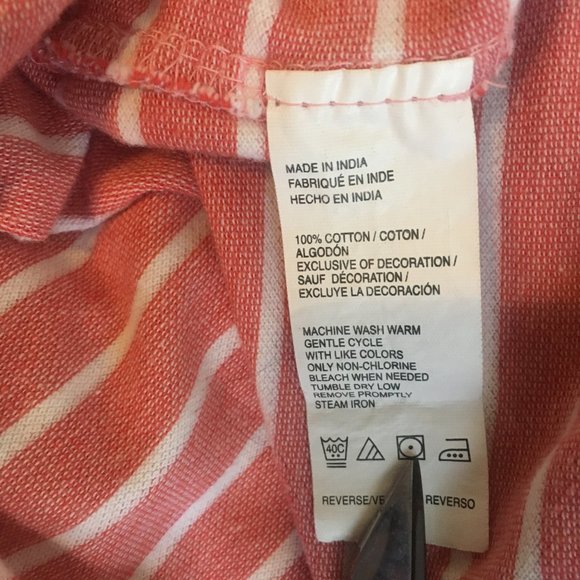 MADE IN INDIA
FABRIQUÉ EN INDE
HECHO EN INDIA
100% COTTON / COTON /
ALGODÓN
EXCLUSIVE OF DECORATION /
SAUF DÉCORATION /
EXCLUYE LA DECORACIÓN
MACHINE WASH WARM
GENTLE CYCLE
WITH LIKE COLORS
ONLY NON-CHLORINE
BLEACH WHEN NEEDED
TUMBLE DRY LOW
REMOVE PROMPTLY
STEAM IRON
40C
REVERSE/ REVERSO